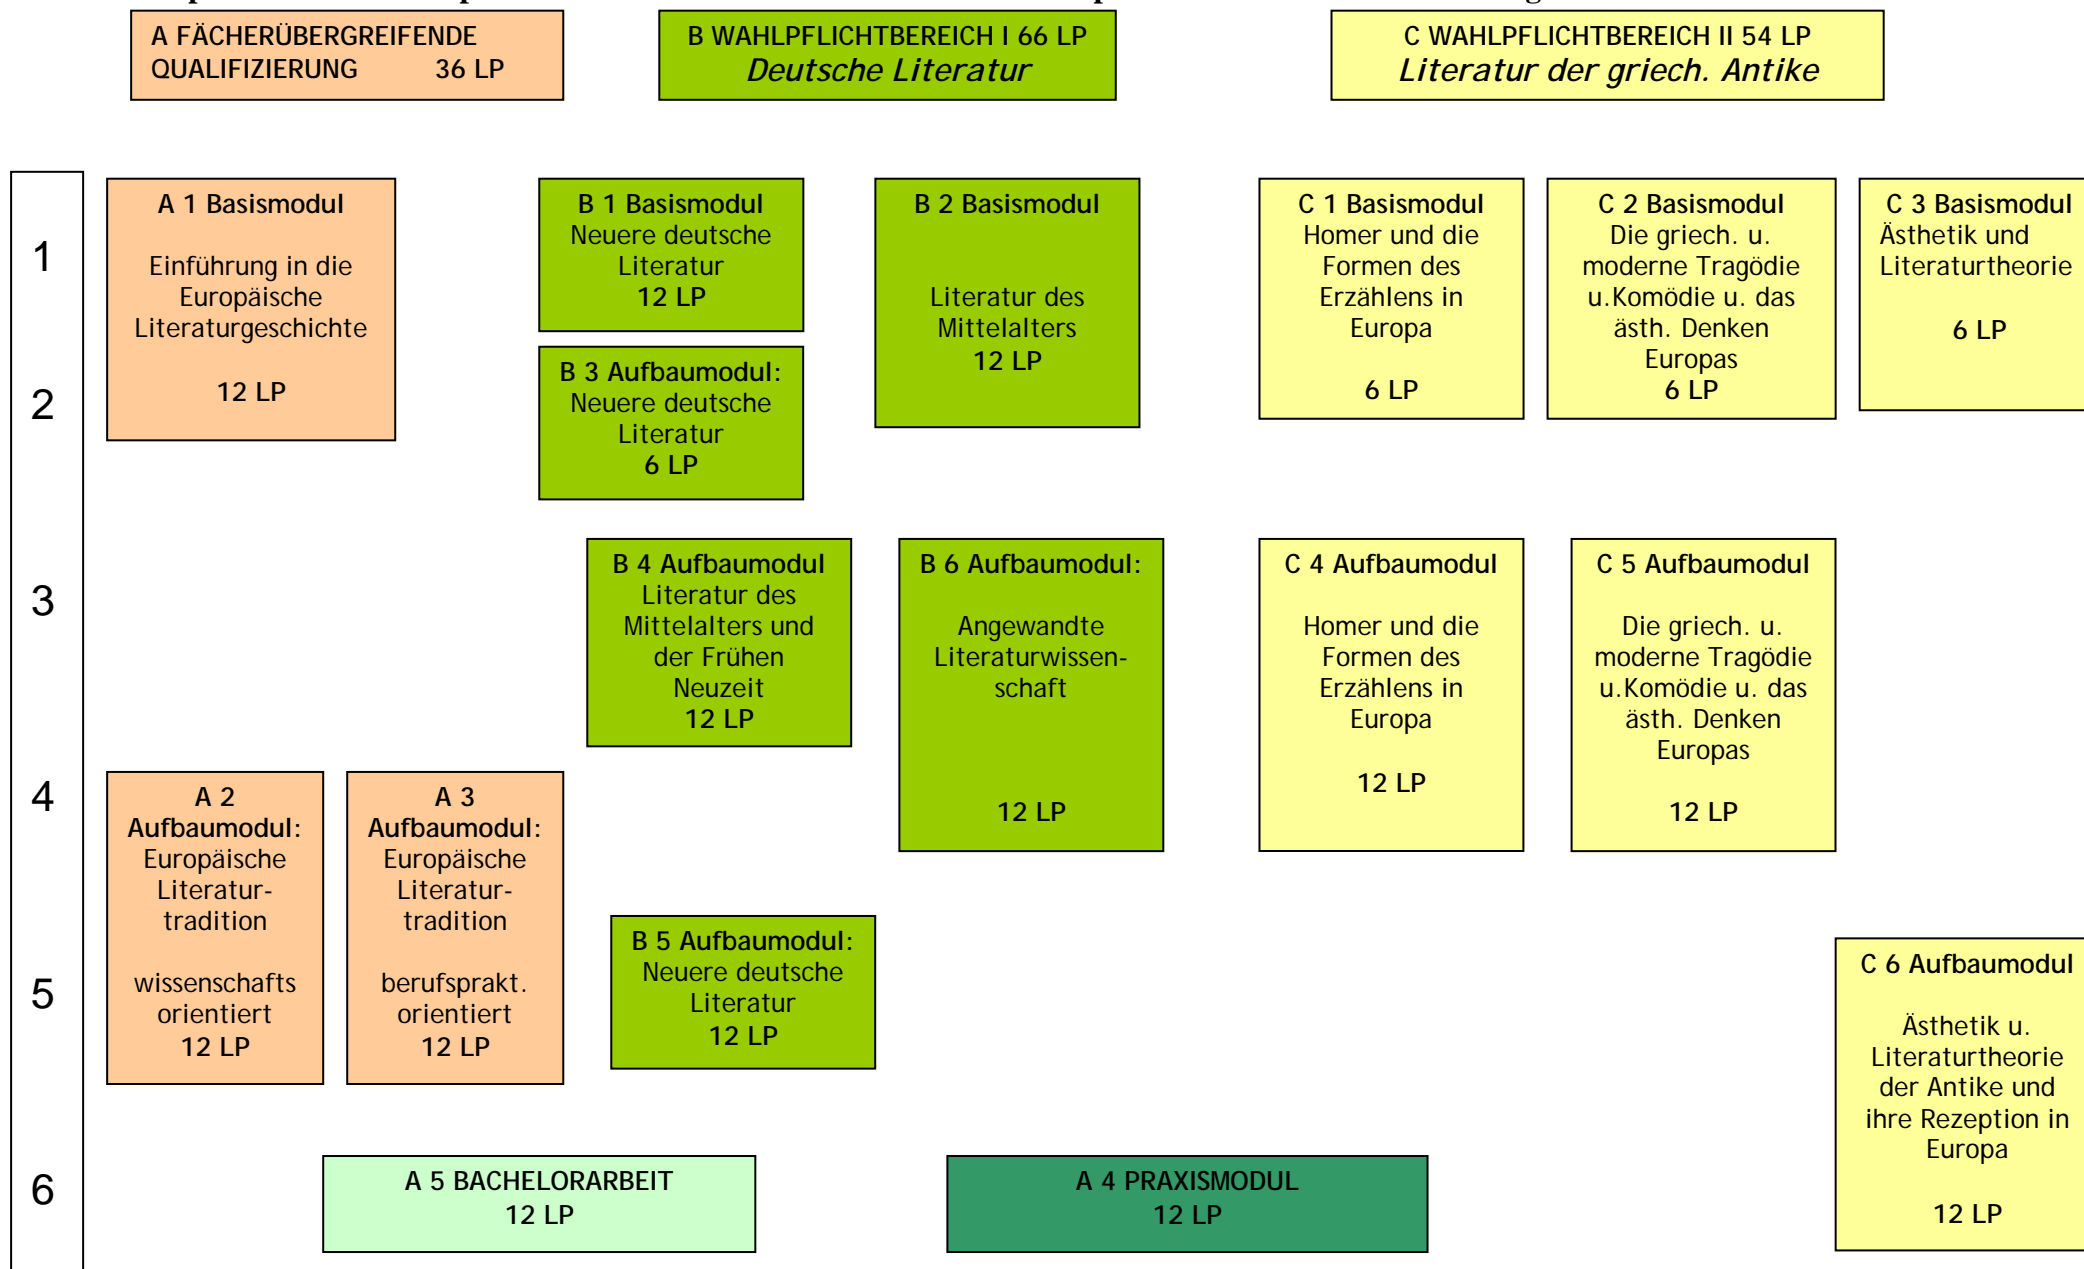 A FÄCHERÜBERGREIFENDE
QUALIFIZIERUNG 36 LP
B WAHLPFLICHTBEREICH I 66 LP
Deutsche Literatur
C WAHLPFLICHTBEREICH II 54 LP
Literatur der griech. Antike
1
2
3
4
5
6
A 1 Basismodul
Einführung in die
Europäische
Literaturgeschichte
12 LP
B 1 Basismodul
Neuere deutsche
Literatur
12 LP
B 2 Basismodul
Literatur des
Mittelalters
12 LP
C 1 Basismodul
Homer und die
Formen des
Erzählens in
Europa
6 LP
C 2 Basismodul
Die griech. u.
moderne Tragödie
u.Komödie u. das
ästh. Denken
Europas
6 LP
C 3 Basismodul
Ästhetik und
Literaturtheorie
6 LP
B 3 Aufbaumodul:
Neuere deutsche
Literatur
6 LP
B 4 Aufbaumodul
Literatur des
Mittelalters und
der Frühen
Neuzeit
12 LP
B 6 Aufbaumodul:
Angewandte
Literaturwissen-
schaft
12 LP
C 4 Aufbaumodul
Homer und die
Formen des
Erzählens in
Europa
12 LP
C 5 Aufbaumodul
Die griech. u.
moderne Tragödie
u.Komödie u. das
ästh. Denken
Europas
12 LP
A 2
Aufbaumodul:
Europäische
Literatur-
tradition
wissenschafts
orientiert
12 LP
A 3
Aufbaumodul:
Europäische
Literatur-
tradition
berufsprakt.
orientiert
12 LP
B 5 Aufbaumodul:
Neuere deutsche
Literatur
12 LP
C 6 Aufbaumodul
Ästhetik u.
Literaturtheorie
der Antike und
ihre Rezeption in
Europa
12 LP
A 5 BACHELORARBEIT
12 LP
A 4 PRAXISMODUL
12 LP